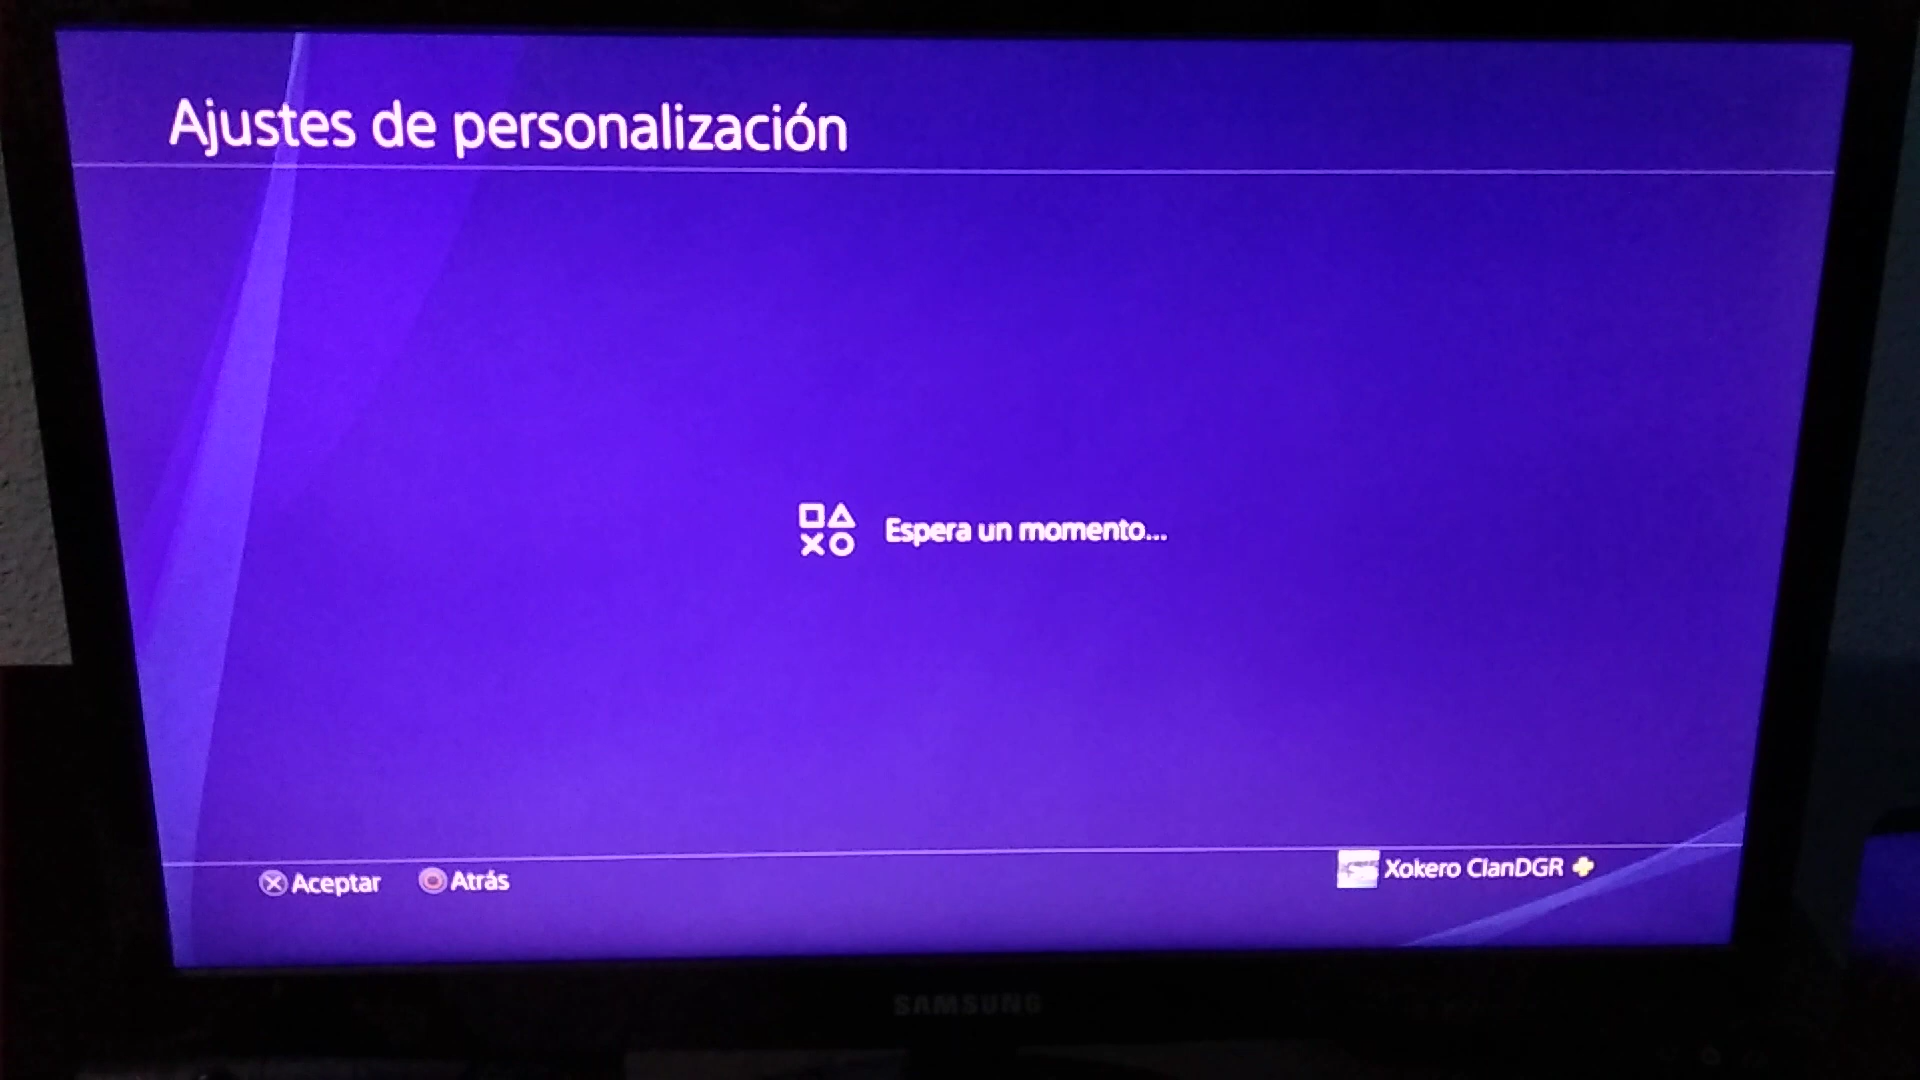 Ajustes de personalización
Espera un momento...
Aceptar
Atrás
Xokero ClanDGR
SAMSUNG